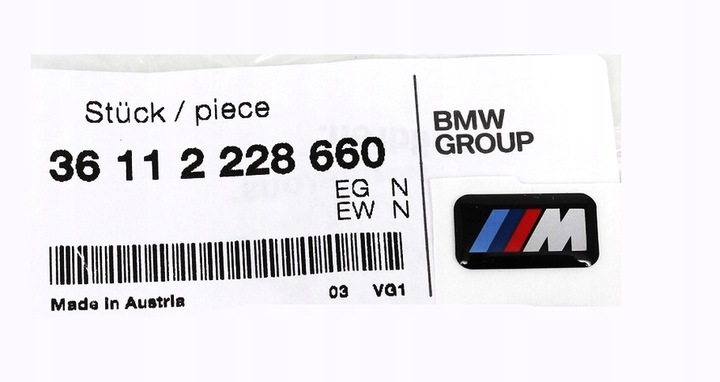 Stück / piece
36 11 2 228 660
EG N
EW N
Made in Austria
03 VG1
BMW
GROUP
M